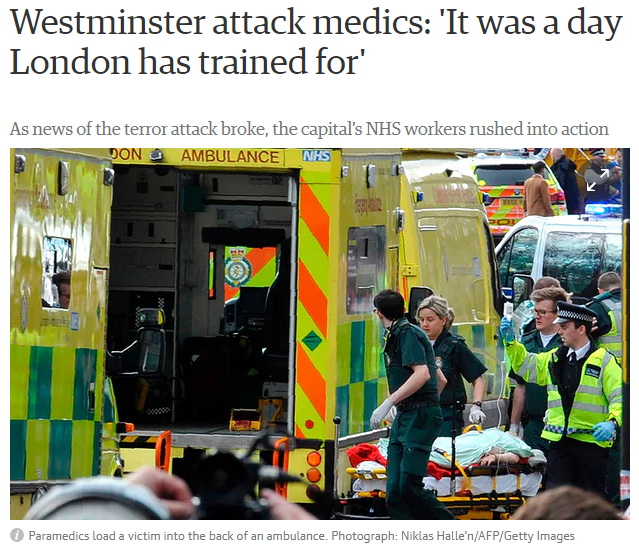 Westminster attack medics: 'It was a day
London has trained for'
As news of the terror attack broke, the capital's NHS workers rushed into action
DON AMBULANCE NHS
Paramedics load a victim into the back of an ambulance. Photograph: Niklas Halle'n/AFP/Getty Images